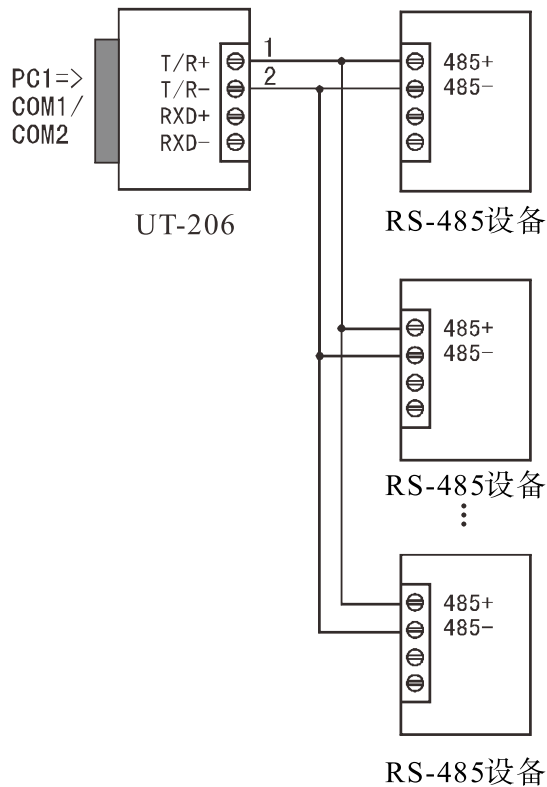 PC1=>
COM1/
COM2
T/R+
T/R-
RXD+
RXD-
1
2
UT-206
485+
485-
RS-485设备
485+
485-
RS-485设备
⋮
485+
485-
RS-485设备